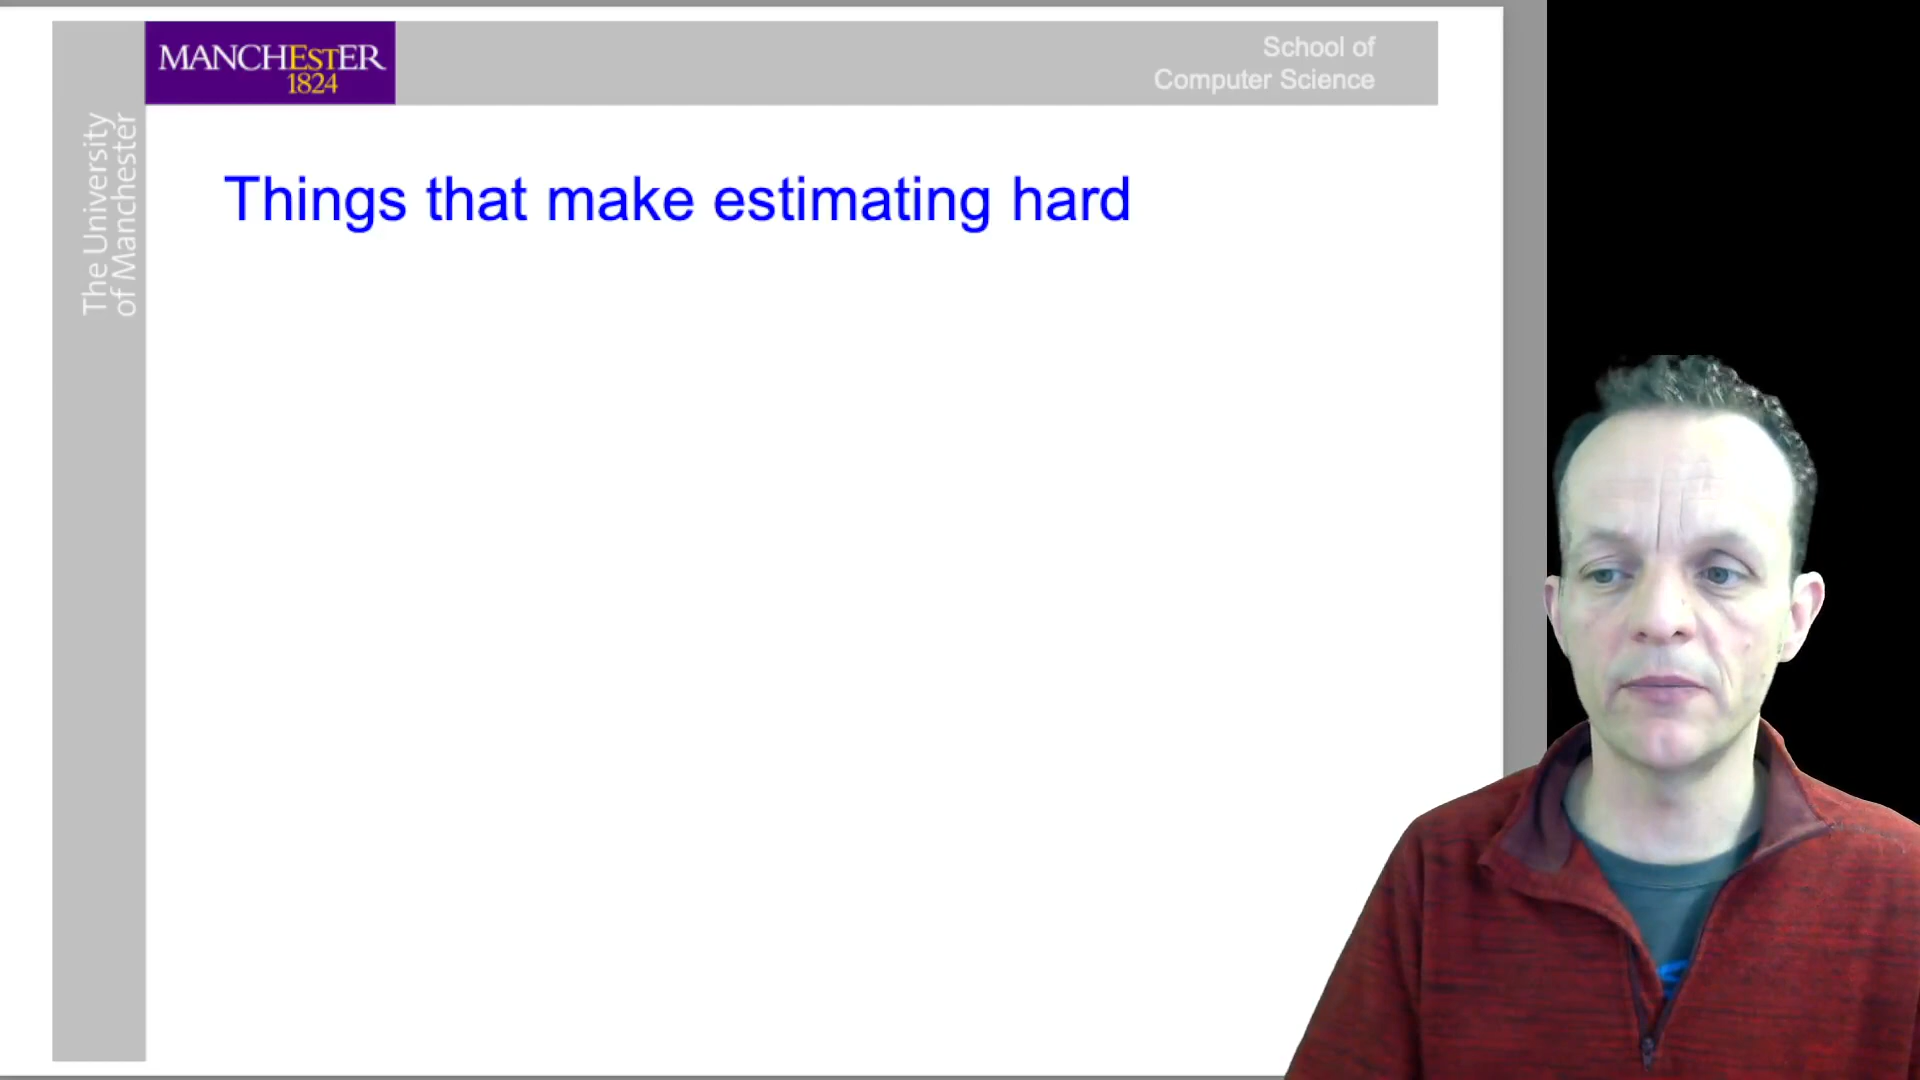 MANCHESTER
1824
School of
Computer Science
The University
of Manchester
Things that make estimating hard